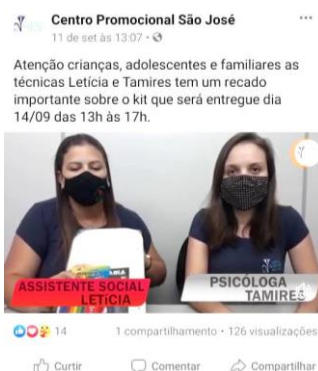 Centro Promocional São José
11 de set às 13:07 •
Atenção crianças, adolescentes e familiares as
técnicas Letícia e Tamires tem um recado
importante sobre o kit que será entregue dia
14/09 das 13h às 17h.
ASSISTENTE SOCIAL
LETÍCIA
PSICÓLOGA
TAMIRES
14
1 compartilhamento • 126 visualizações
Curtir
Comentar
Compartilhar